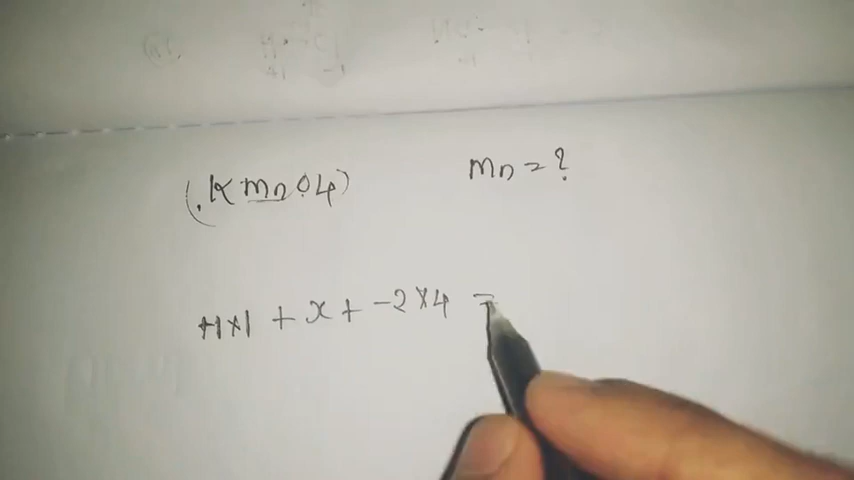 (.KMnO4) Mn = ?
+1×1 + x + -2×4 =